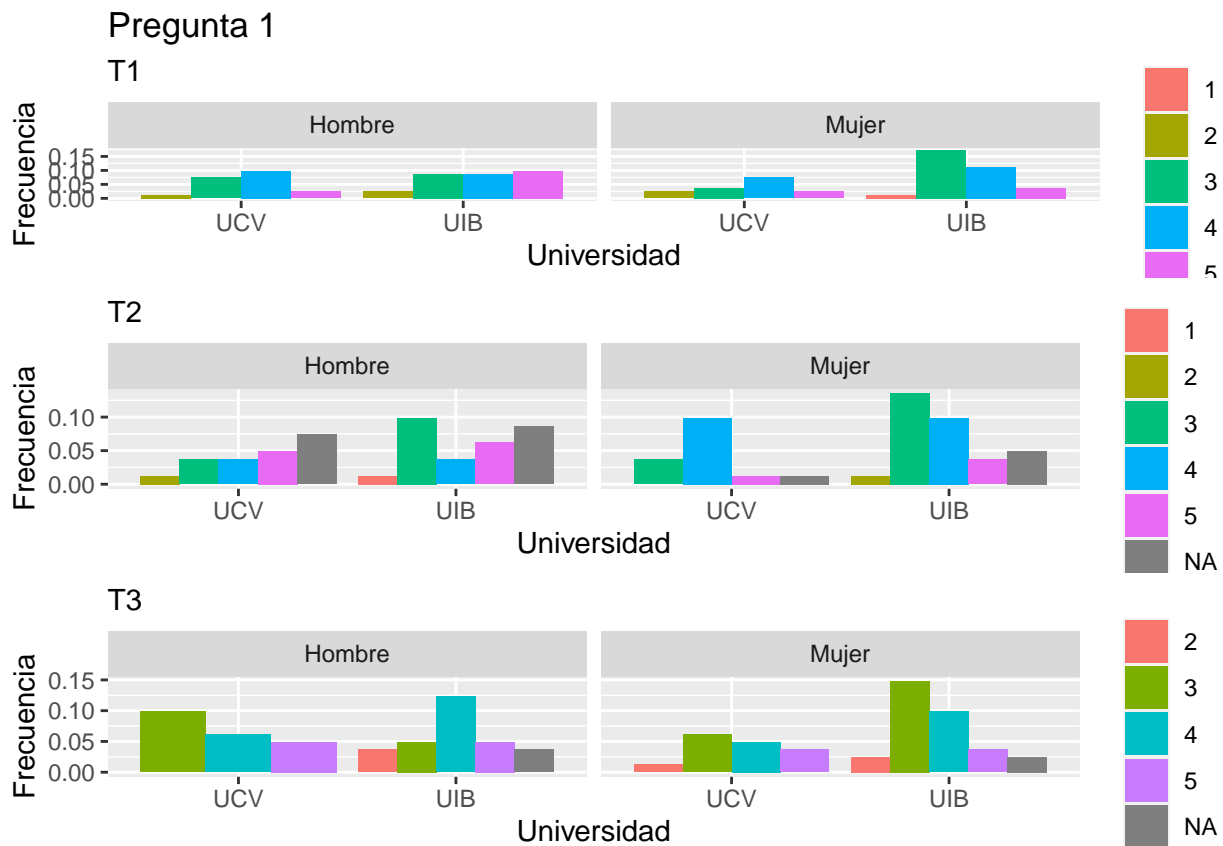 Pregunta 1
T1
Hombre
Mujer
Frecuencia
0.15
0.10
0.05
0.00
UCV
UIB
UCV
UIB
Universidad
1
2
3
4
5
T2
Hombre
Mujer
Frecuencia
0.10
0.05
0.00
UCV
UIB
UCV
UIB
Universidad
1
2
3
4
5
NA
T3
Hombre
Mujer
Frecuencia
0.15
0.10
0.05
0.00
UCV
UIB
UCV
UIB
Universidad
2
3
4
5
NA